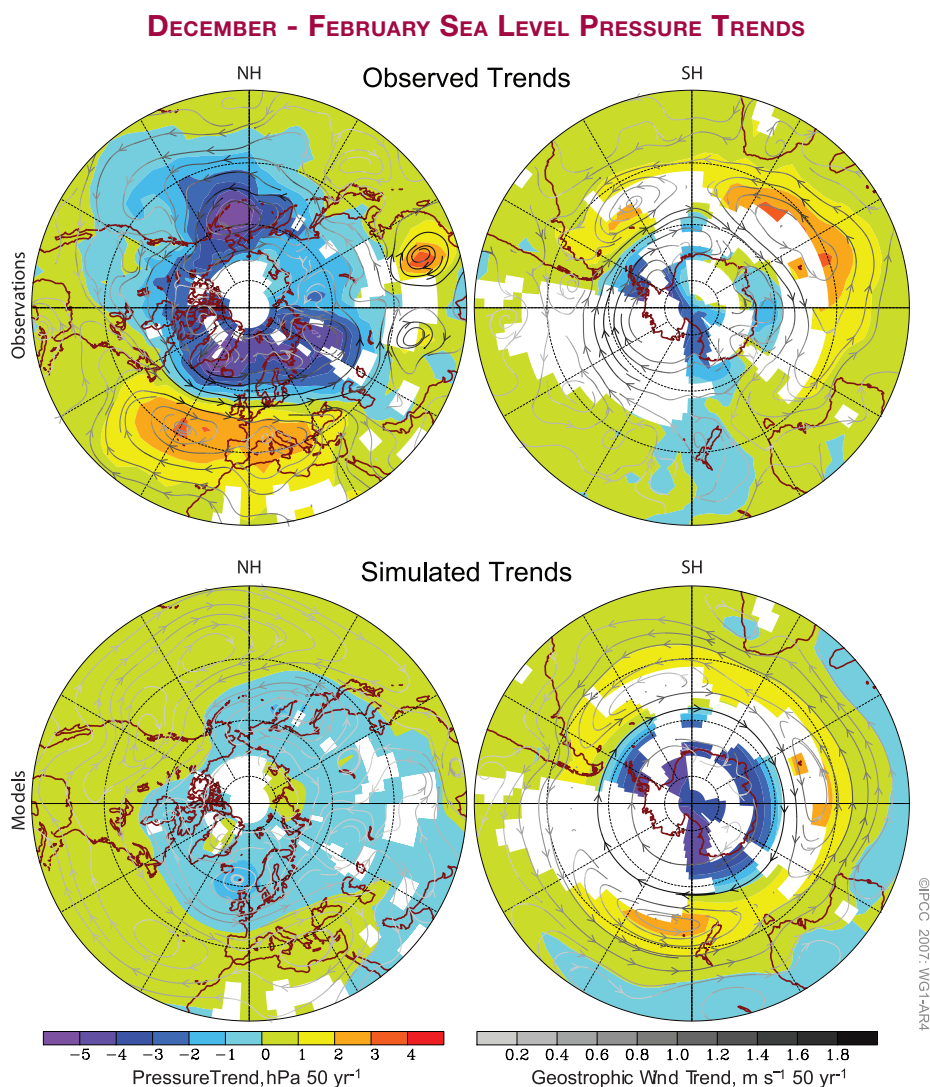 DECEMBER - FEBRUARY SEA LEVEL PRESSURE TRENDS
NH
Observed Trends
SH
Observations
NH
Simulated Trends
SH
Models
©IPCC 2007: WG1-AR4
−5 −4 −3 −2 −1 0 1 2 3 4
PressureTrend,hPa 50 yr⁻¹
0.2 0.4 0.6 0.8 1.0 1.2 1.4 1.6 1.8
Geostrophic Wind Trend, m s⁻¹ 50 yr⁻¹